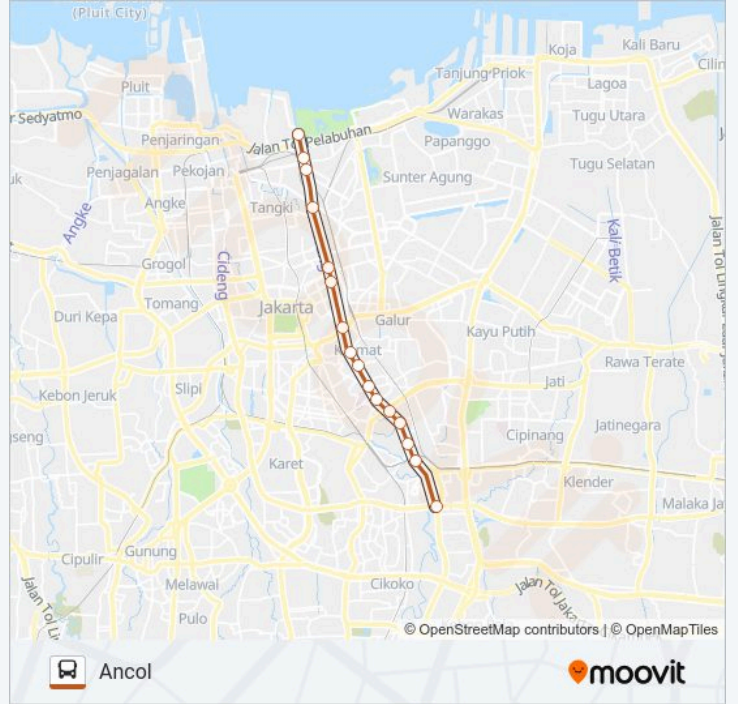 (Pluit City)
Koja
Kali Baru
Tanjung Priok
Cilin
Pluit
Lagoa
r Sedyatmo
Jalan Tol Pelabuhan
Warakas
Tugu Utara
Penjaringan
Papanggo
Penjagalan
Pekojan
Tugu Selatan
uk
Sunter Agung
Angke
Tangki
Angke
Kali Betik
Cideng
Grogol
Tomang
Jakarta
Duri Kepa
Galur
Kayu Putih
Rawa Terate
Slipi
Jati
Kebon Jeruk
Jatinegara
gseng
Cipinang
Karet
Klender
Malaka Ja
Cipulir
Gunung
Melawai
Cikoko
Pulo
© OpenStreetMap contributors | © OpenMapTiles
Ancol
moovit